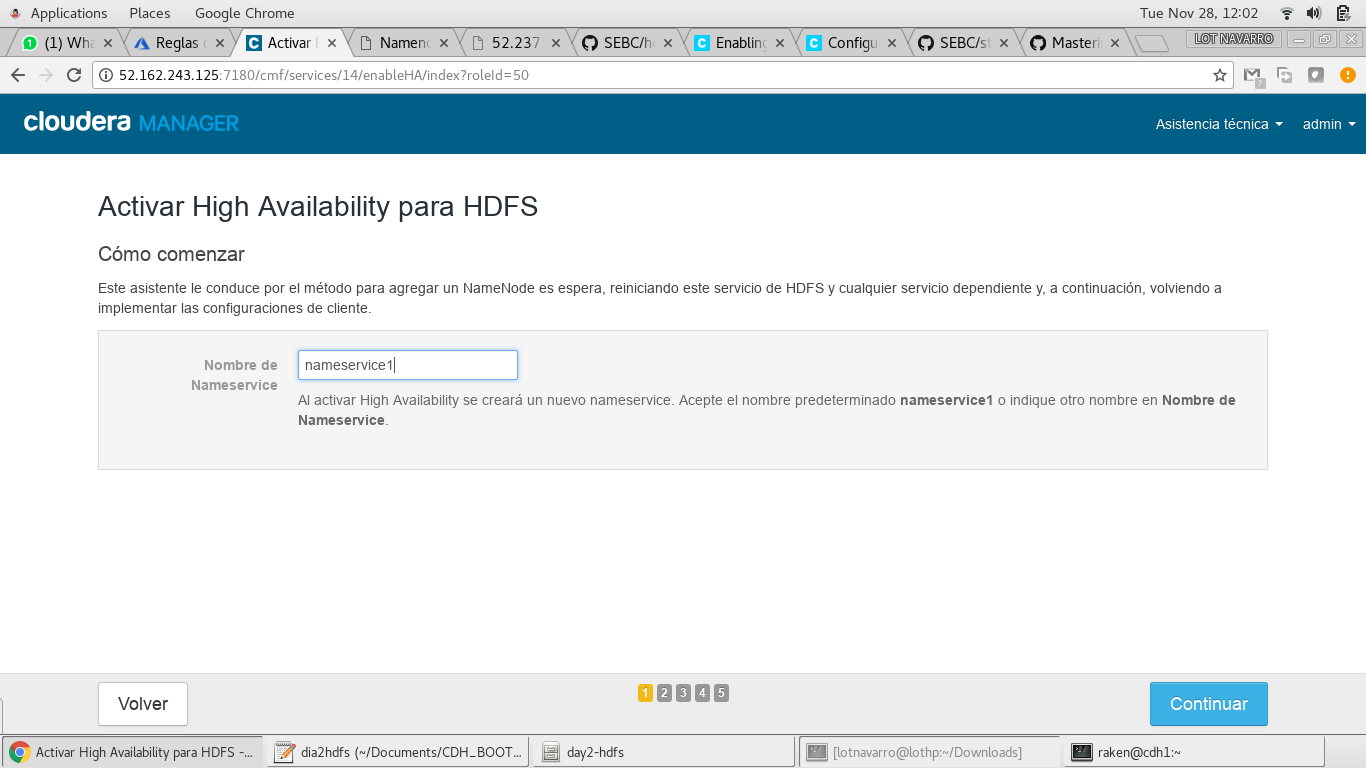 Applications Places Google Chrome Tue Nov 28, 12:02
(1) Wha Reglas Activar Namenc 52.237. SEBC/h Enabling Configu SEBC/st Masteri LOT NAVARRO
52.162.243.125:7180/cmf/services/14/enableHA/index?roleId=50
cloudera MANAGER Asistencia técnica admin
Activar High Availability para HDFS
Cómo comenzar
Este asistente le conduce por el método para agregar un NameNode es espera, reiniciando este servicio de HDFS y cualquier servicio dependiente y, a continuación, volviendo a
implementar las configuraciones de cliente.
Nombre de
Nameservice
nameservice1
Al activar High Availability se creará un nuevo nameservice. Acepte el nombre predeterminado nameservice1 o indique otro nombre en Nombre de
Nameservice.
Volver 1 2 3 4 5 Continuar
Activar High Availability para HDFS -... dia2hdfs (~/Documents/CDH_BOOT... day2-hdfs [lotnavarro@lothp:~/Downloads] raken@cdh1:~